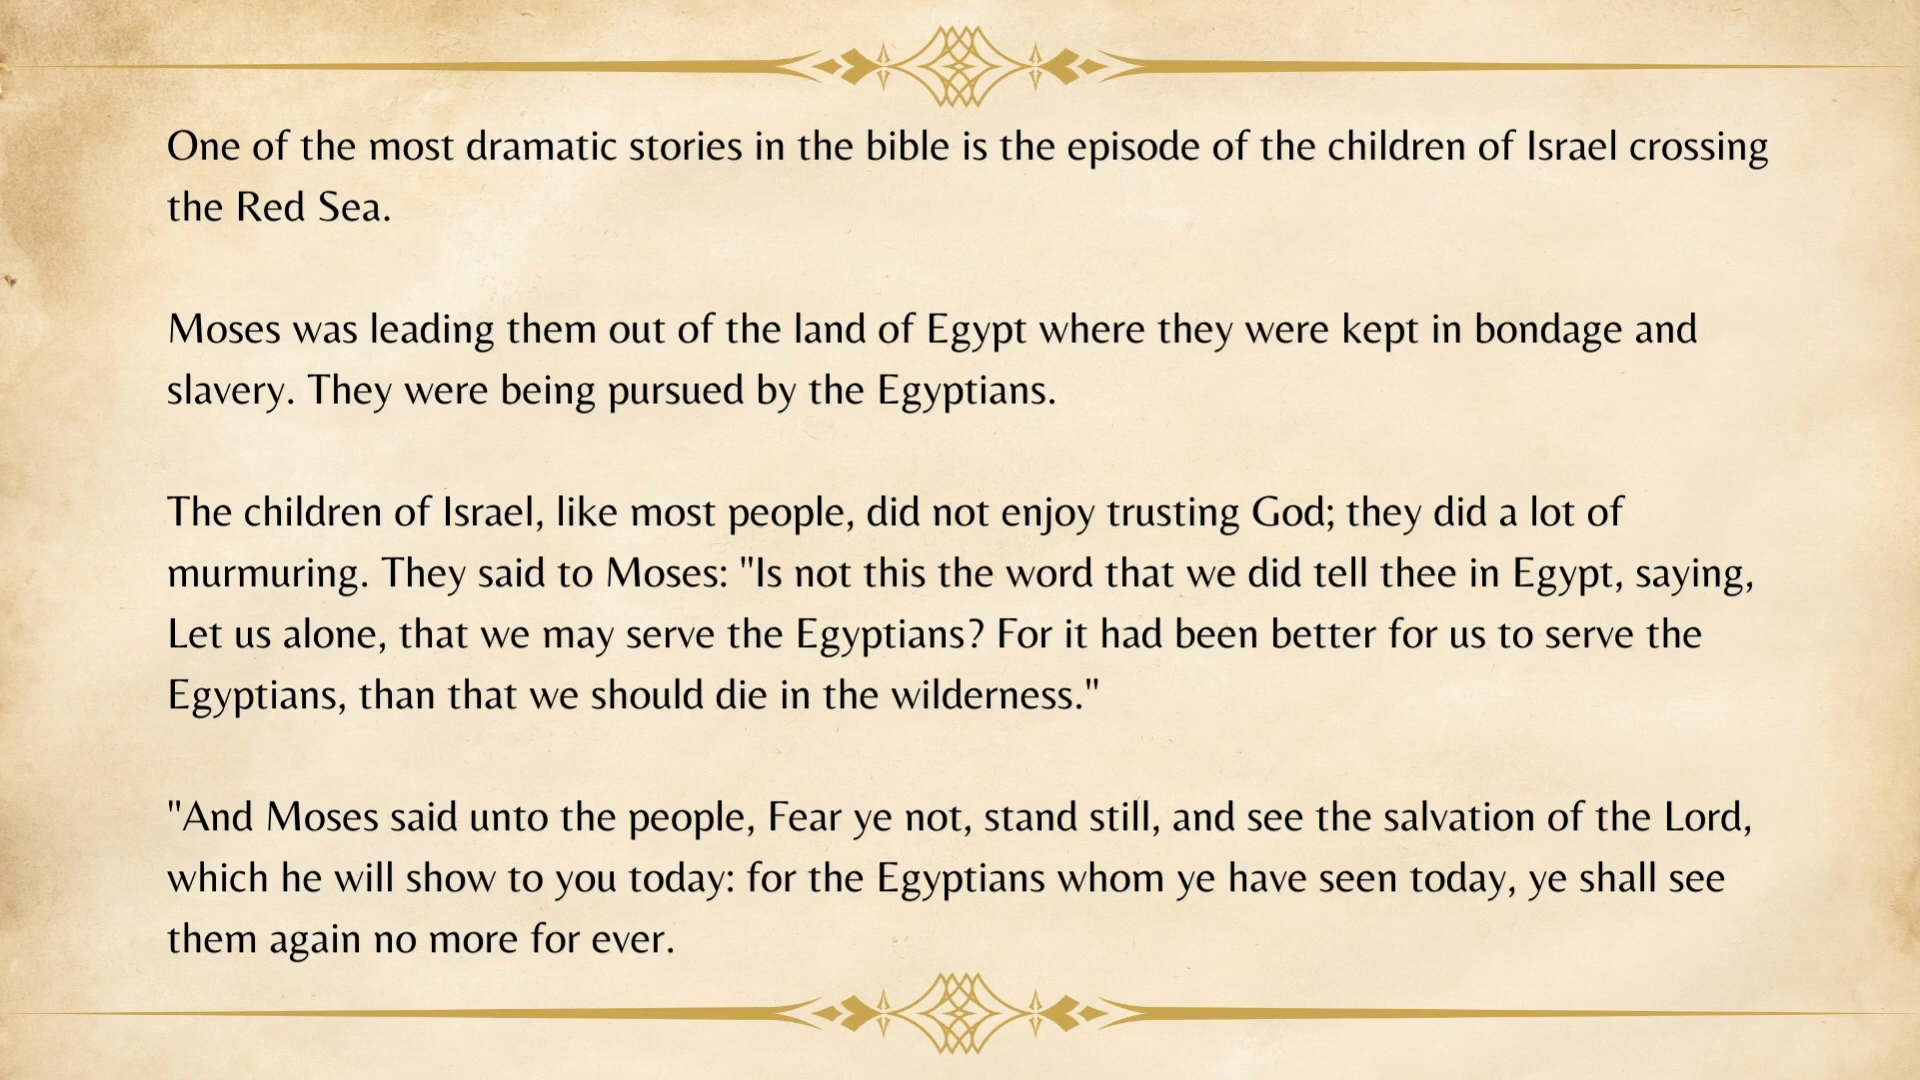 One of the most dramatic stories in the bible is the episode of the children of Israel crossing
the Red Sea.
Moses was leading them out of the land of Egypt where they were kept in bondage and
slavery. They were being pursued by the Egyptians.
The children of Israel, like most people, did not enjoy trusting God; they did a lot of
murmuring. They said to Moses: "Is not this the word that we did tell thee in Egypt, saying,
Let us alone, that we may serve the Egyptians? For it had been better for us to serve the
Egyptians, than that we should die in the wilderness."
"And Moses said unto the people, Fear ye not, stand still, and see the salvation of the Lord,
which he will show to you today: for the Egyptians whom ye have seen today, ye shall see
them again no more for ever.